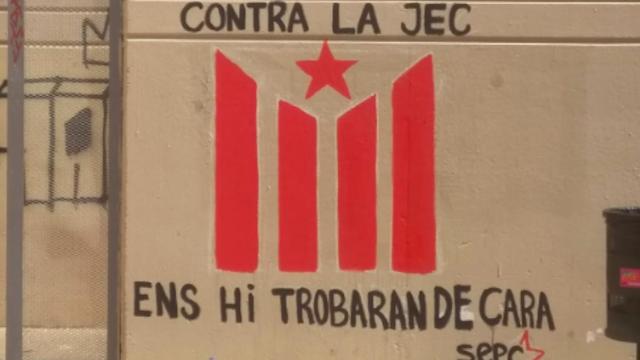 CONTRA LA JEC
ENS Hi TROBARAN DE CARA
sepc